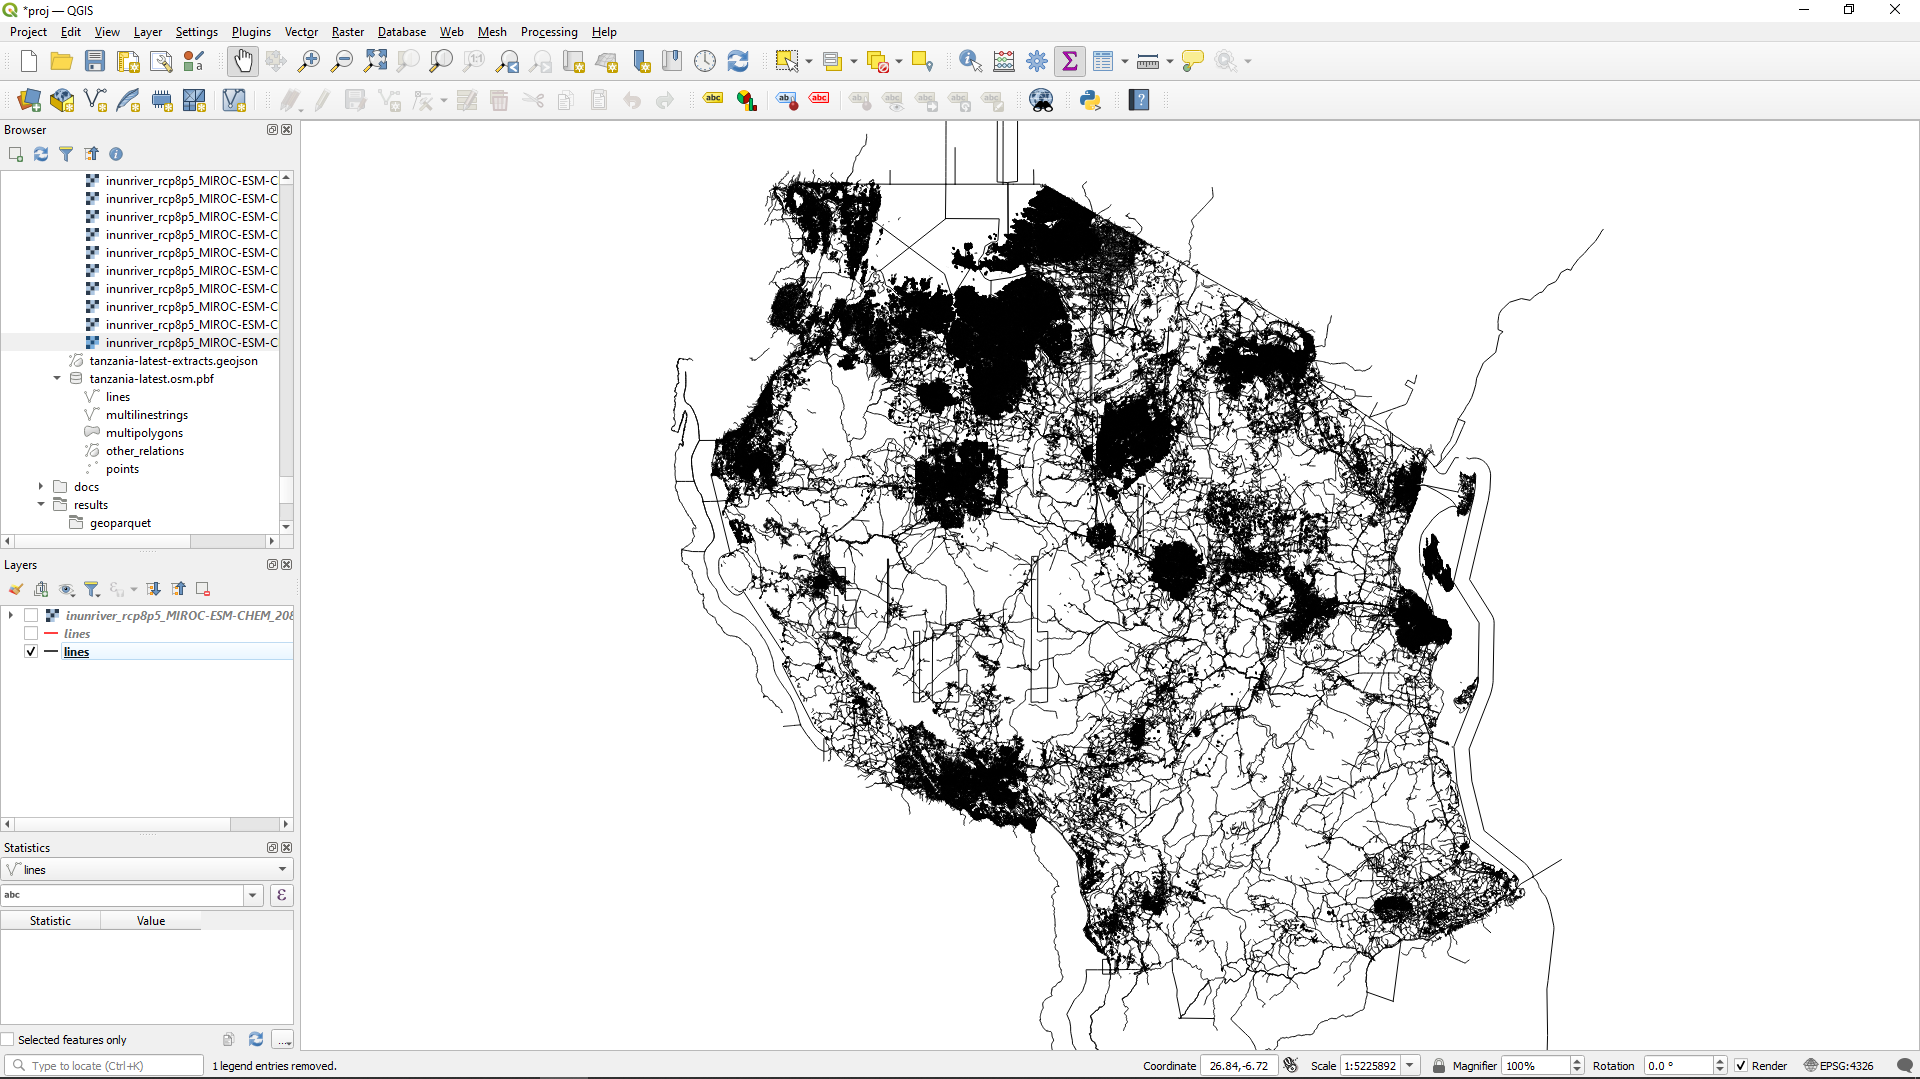 *proj — QGIS
Project Edit View Layer Settings Plugins Vector Raster Database Web Mesh Processing Help
Browser
inunriver_rcp8p5_MIROC-ESM-C
inunriver_rcp8p5_MIROC-ESM-C
inunriver_rcp8p5_MIROC-ESM-C
inunriver_rcp8p5_MIROC-ESM-C
inunriver_rcp8p5_MIROC-ESM-C
inunriver_rcp8p5_MIROC-ESM-C
inunriver_rcp8p5_MIROC-ESM-C
inunriver_rcp8p5_MIROC-ESM-C
inunriver_rcp8p5_MIROC-ESM-C
inunriver_rcp8p5_MIROC-ESM-C
tanzania-latest-extracts.geojson
tanzania-latest.osm.pbf
lines
multilinestrings
multipolygons
other_relations
points
docs
results
geoparquet
Layers
inunriver_rcp8p5_MIROC-ESM-CHEM_208
lines
lines
Statistics
lines
abc
ε
Statistic Value
Selected features only
...
Type to locate (Ctrl+K) 1 legend entries removed. Coordinate 26.84,-6.72 Scale 1:5225892 Magnifier 100% Rotation 0.0 ° Render EPSG:4326